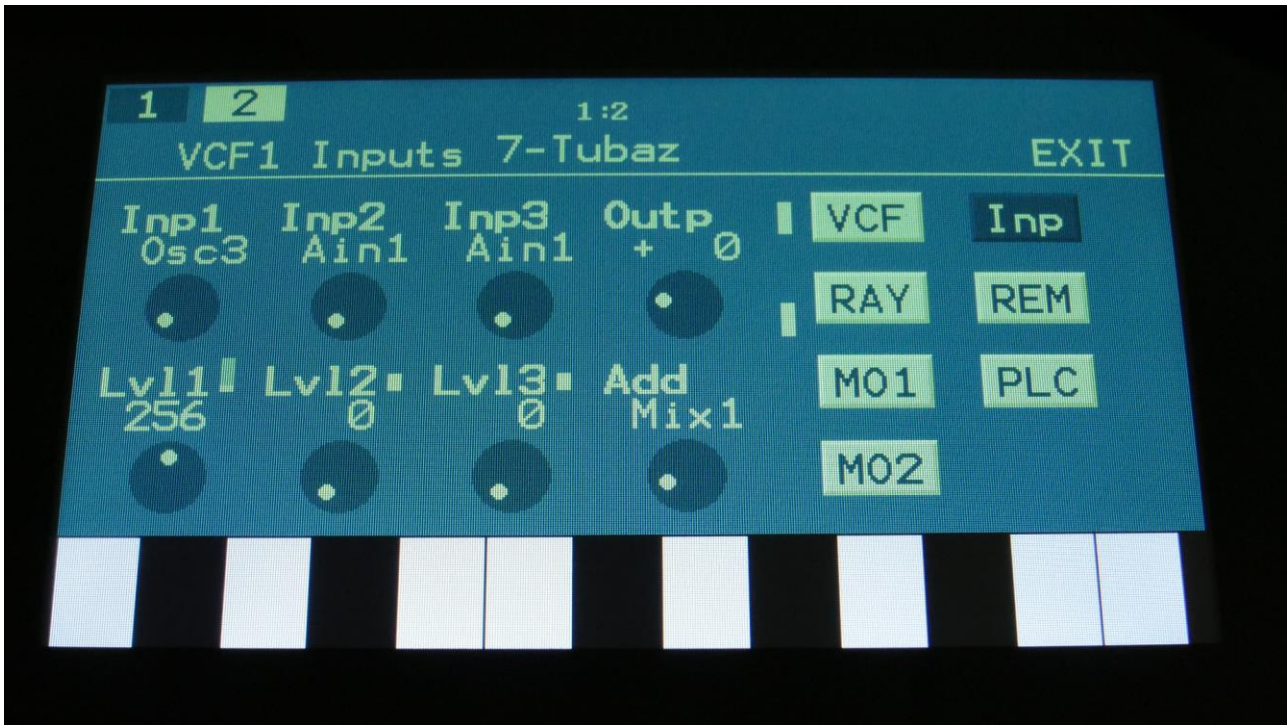 1 2 1:2
VCF1 Inputs 7-Tubaz EXIT
Inp1 Inp2 Inp3 Outp VCF Inp
Osc3 Ain1 Ain1 + 0
RAY REM
Lvl1 Lvl2 Lvl3 Add MO1 PLC
256 0 0 Mix1
MO2